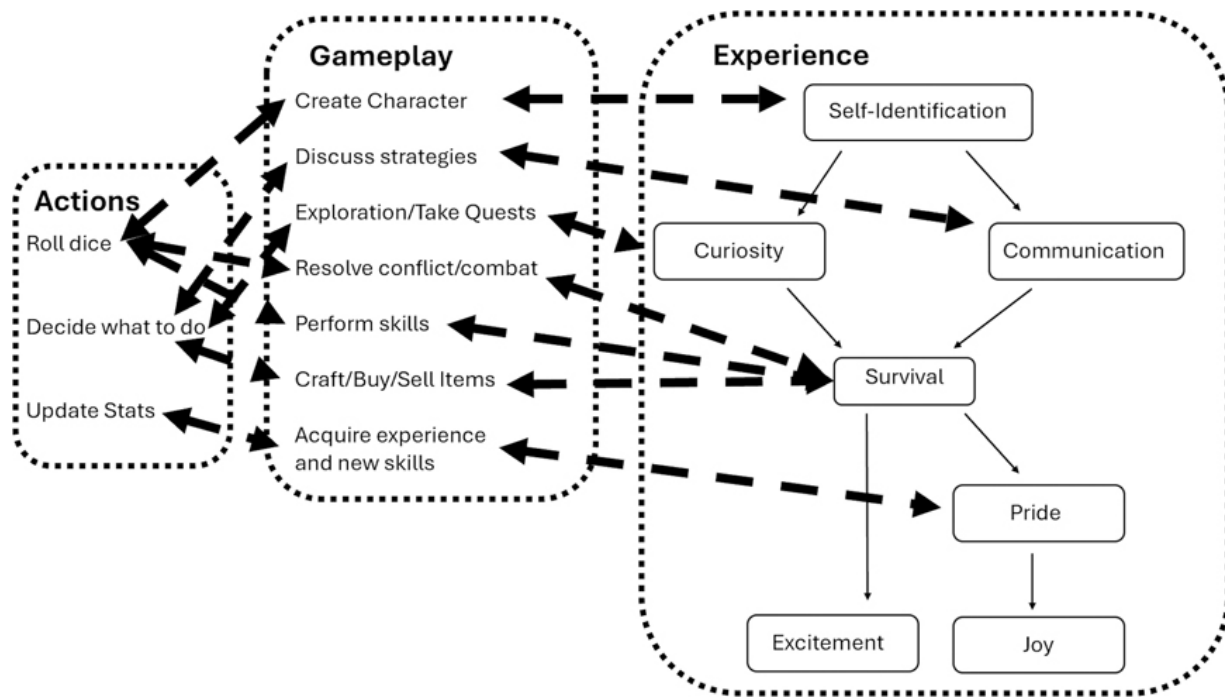 Actions
Roll dice
Decide what to do
Update Stats
Gameplay
Create Character
Discuss strategies
Exploration/Take Quests
Resolve conflict/combat
Perform skills
Craft/Buy/Sell Items
Acquire experience
and new skills
Experience
Self-Identification
Curiosity
Communication
Survival
Pride
Excitement
Joy